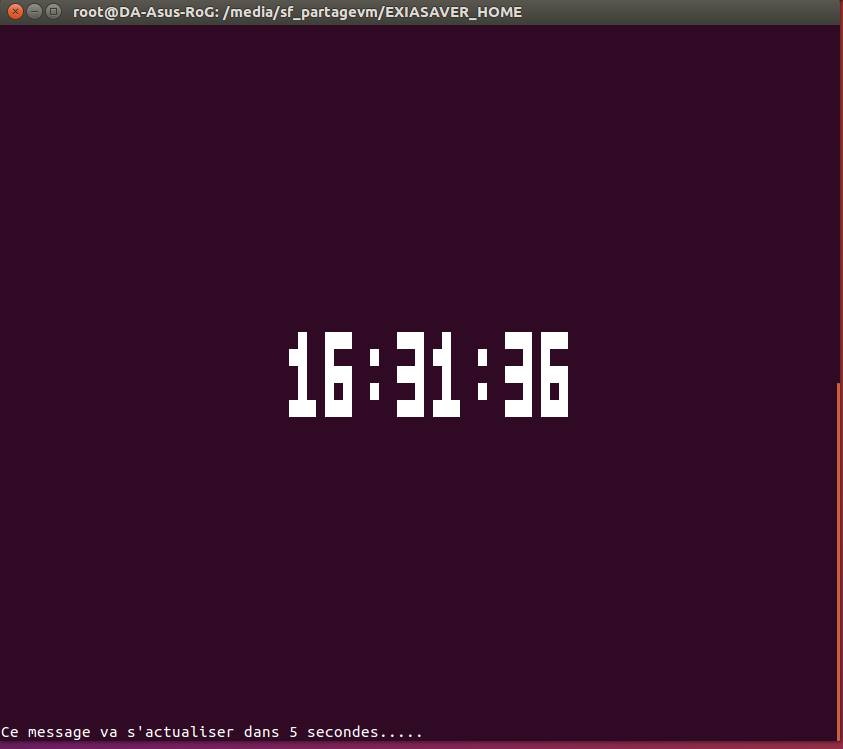 root@DA-Asus-RoG: /media/sf_partagevm/EXIASAVER_HOME
16:31:36
Ce message va s'actualiser dans 5 secondes.....